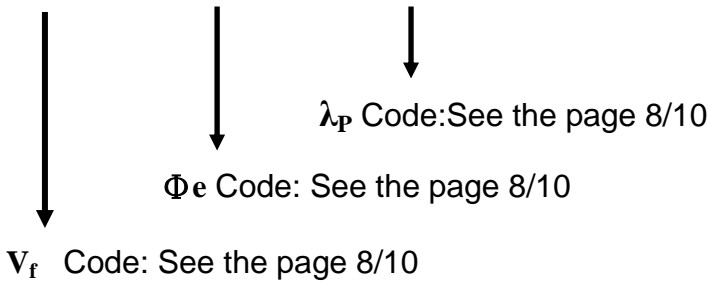 λP Code:See the page 8/10
Φe Code: See the page 8/10
Vf Code: See the page 8/10